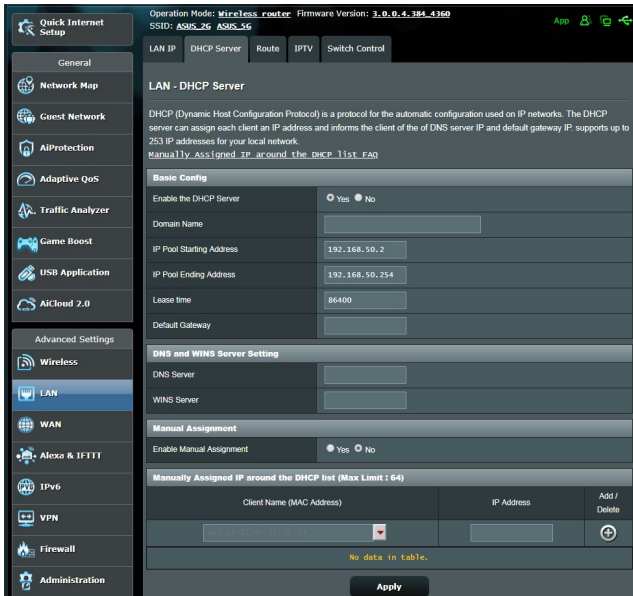 Quick Internet
Setup
Operation Mode: Wireless router Firmware Version: 3.0.0.4.384_4360
SSID: ASUS_2G ASUS_5G
App
LAN IP DHCP Server Route IPTV Switch Control
General
Network Map
Guest Network
AiProtection
Adaptive QoS
Traffic Analyzer
Game Boost
USB Application
AiCloud 2.0
Advanced Settings
Wireless
LAN
WAN
Alexa & IFTTT
IPv6
VPN
Firewall
Administration
LAN - DHCP Server
DHCP (Dynamic Host Configuration Protocol) is a protocol for the automatic configuration used on IP networks. The DHCP
server can assign each client an IP address and informs the client of the of DNS server IP and default gateway IP. supports up to
253 IP addresses for your local network.
Manually Assigned IP around the DHCP list FAQ
Basic Config
Enable the DHCP Server Yes No
Domain Name
IP Pool Starting Address 192.168.50.2
IP Pool Ending Address 192.168.50.254
Lease time 86400
Default Gateway
DNS and WINS Server Setting
DNS Server
WINS Server
Manual Assignment
Enable Manual Assignment Yes No
Manually Assigned IP around the DHCP list (Max Limit : 64)
Client Name (MAC Address) IP Address Add /
Delete
No data in table.
Apply